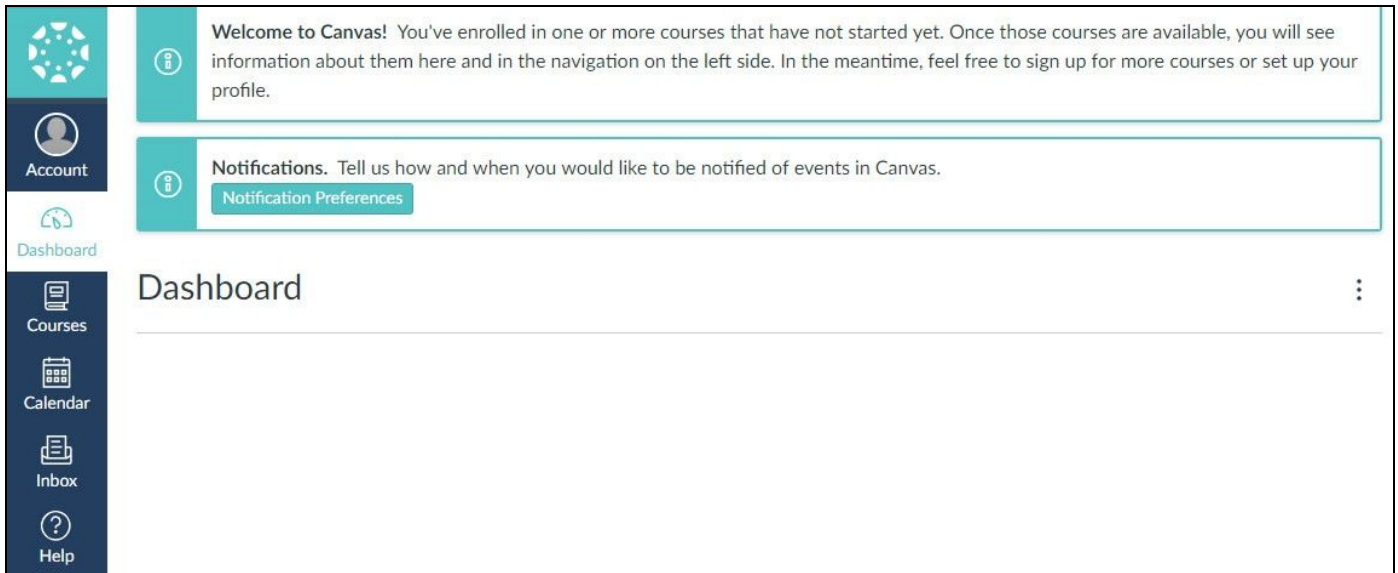 Welcome to Canvas! You've enrolled in one or more courses that have not started yet. Once those courses are available, you will see
information about them here and in the navigation on the left side. In the meantime, feel free to sign up for more courses or set up your
profile.
Account
Notifications. Tell us how and when you would like to be notified of events in Canvas.
Notification Preferences
Dashboard
Dashboard
Courses
Calendar
Inbox
Help